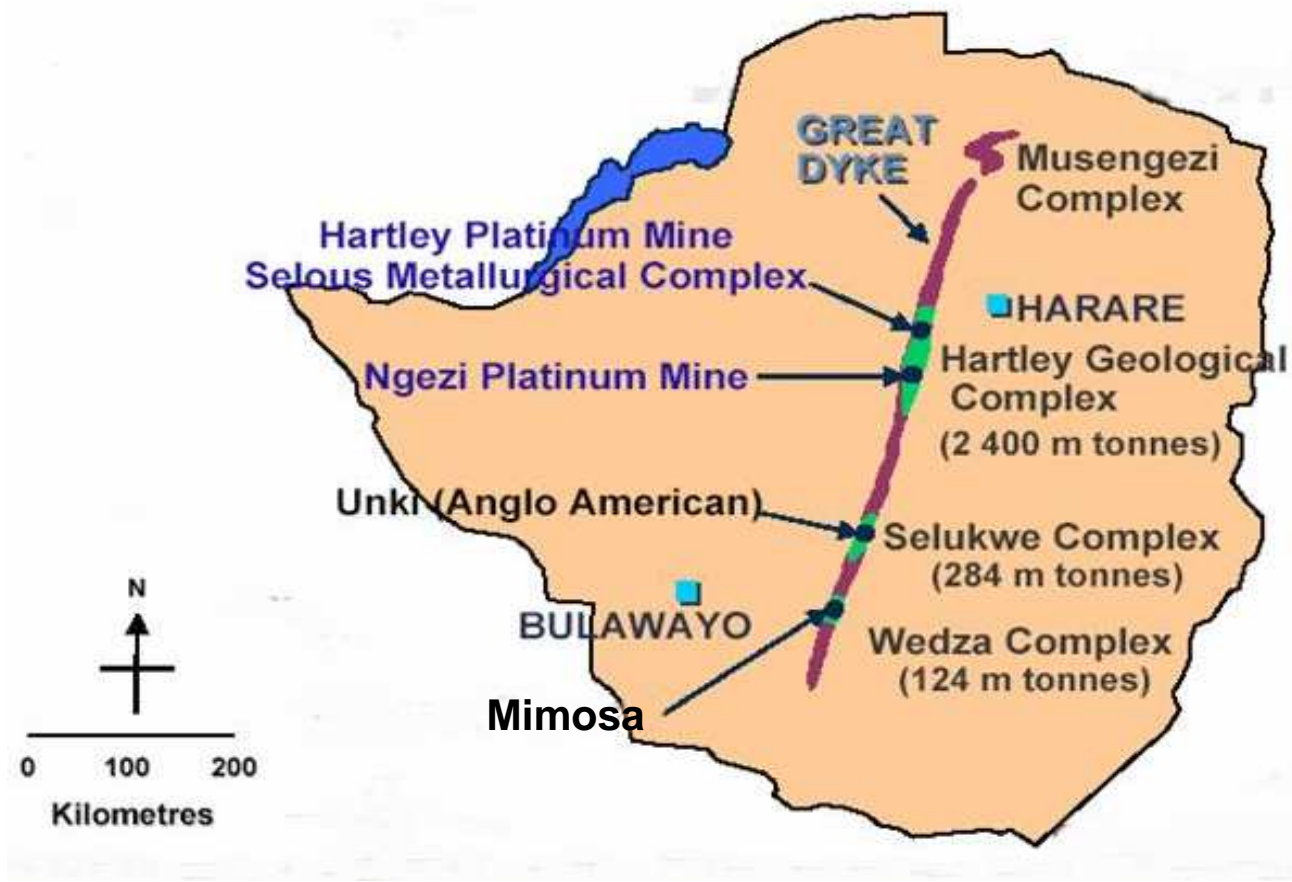 GREAT
DYKE
Musengezi
Complex
Hartley Platinum Mine
Selous Metallurgical Complex
HARARE
Ngezi Platinum Mine
Hartley Geological
Complex
(2 400 m tonnes)
Unki (Anglo American)
Selukwe Complex
(284 m tonnes)
BULAWAYO
Wedza Complex
(124 m tonnes)
Mimosa
N
0 100 200
Kilometres